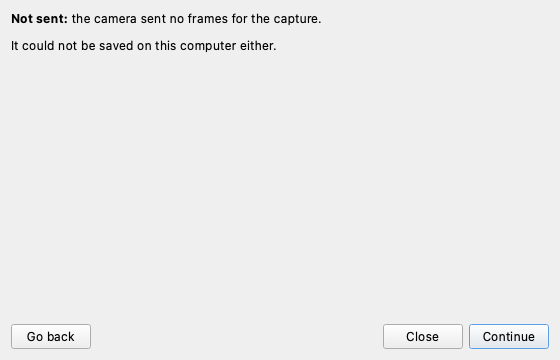 Not sent: the camera sent no frames for the capture.
It could not be saved on this computer either.
Go back
Close
Continue